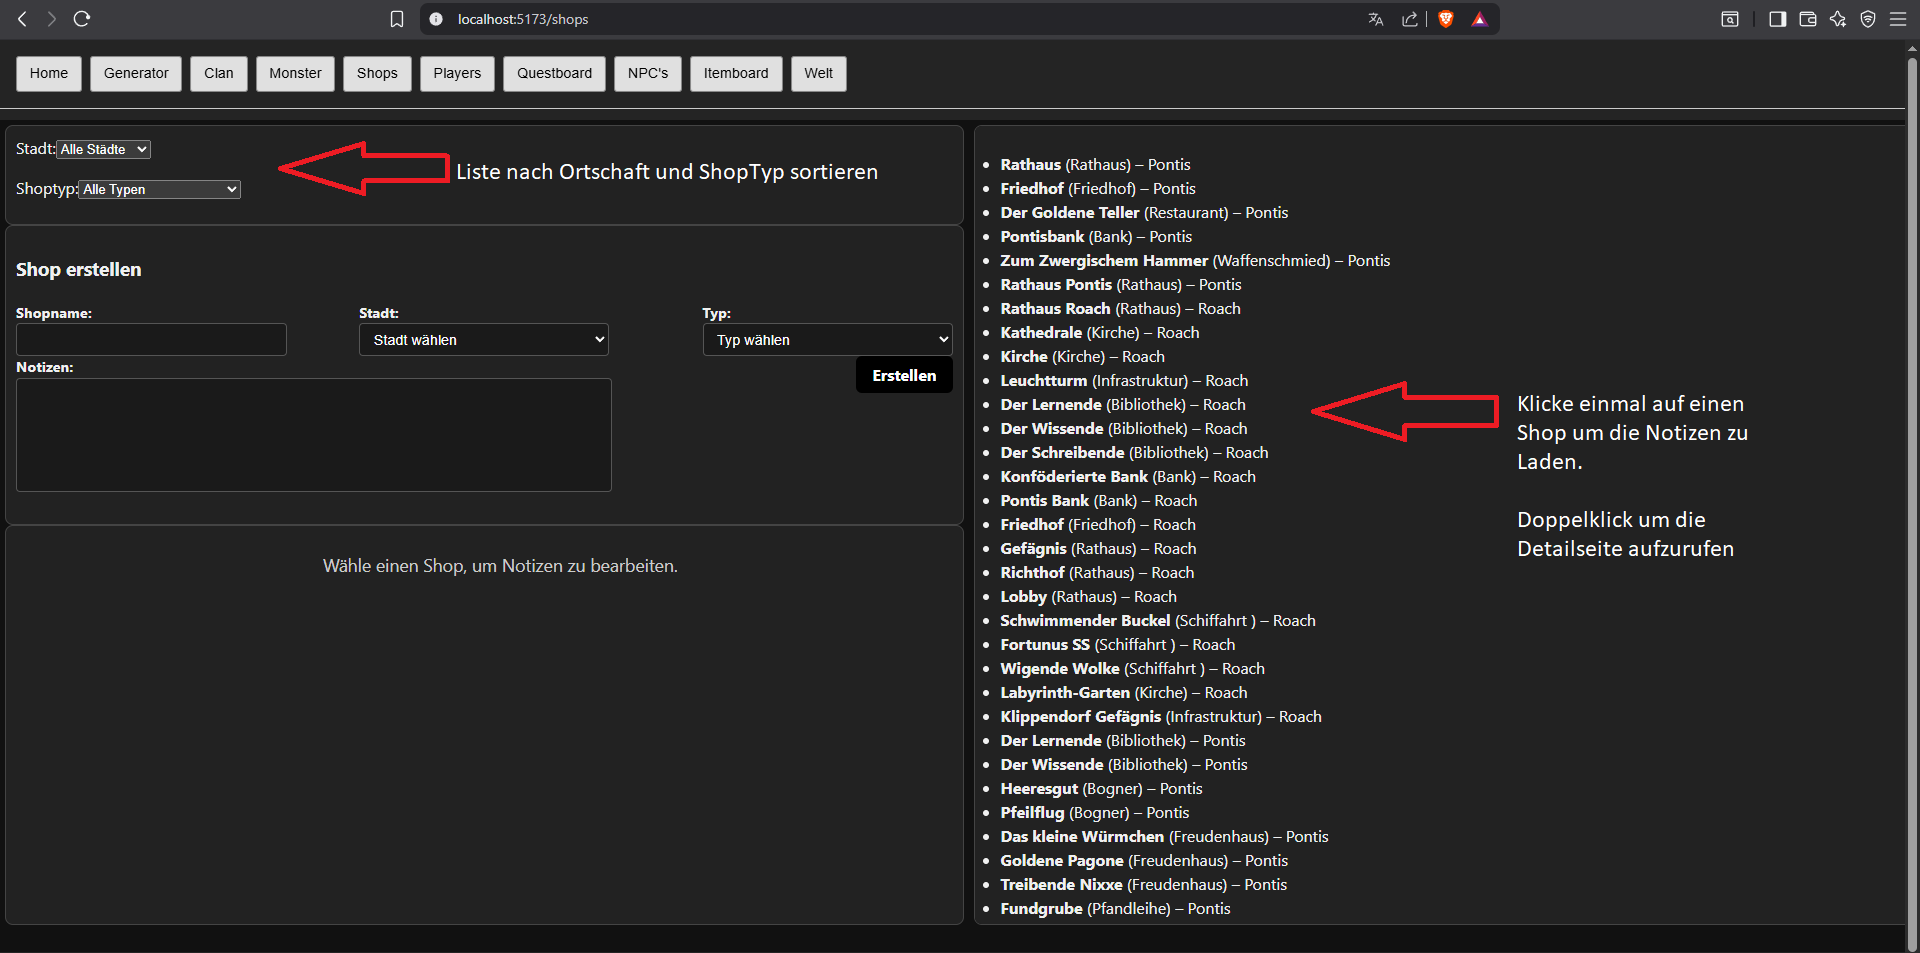 localhost:5173/shops
Home Generator Clan Monster Shops Players Questboard NPC's Itemboard Welt
Stadt: Alle Städte
Shoptyp: Alle Typen
Liste nach Ortschaft und ShopTyp sortieren
Shop erstellen
Shopname: Stadt: Typ:
Stadt wählen Typ wählen
Notizen:
Erstellen
Wähle einen Shop, um Notizen zu bearbeiten.
Rathaus (Rathaus) – Pontis
Friedhof (Friedhof) – Pontis
Der Goldene Teller (Restaurant) – Pontis
Pontisbank (Bank) – Pontis
Zum Zwergischem Hammer (Waffenschmied) – Pontis
Rathaus Pontis (Rathaus) – Pontis
Rathaus Roach (Rathaus) – Roach
Kathedrale (Kirche) – Roach
Kirche (Kirche) – Roach
Leuchtturm (Infrastruktur) – Roach
Der Lernende (Bibliothek) – Roach
Der Wissende (Bibliothek) – Roach
Der Schreibende (Bibliothek) – Roach
Konföderierte Bank (Bank) – Roach
Pontis Bank (Bank) – Roach
Friedhof (Friedhof) – Roach
Gefägnis (Rathaus) – Roach
Richthof (Rathaus) – Roach
Lobby (Rathaus) – Roach
Schwimmender Buckel (Schiffahrt ) – Roach
Fortunus SS (Schiffahrt ) – Roach
Wigende Wolke (Schiffahrt ) – Roach
Labyrinth-Garten (Kirche) – Roach
Klippendorf Gefägnis (Infrastruktur) – Roach
Der Lernende (Bibliothek) – Pontis
Der Wissende (Bibliothek) – Pontis
Heeresgut (Bogner) – Pontis
Pfeilflug (Bogner) – Pontis
Das kleine Würmchen (Freudenhaus) – Pontis
Goldene Pagone (Freudenhaus) – Pontis
Treibende Nixxe (Freudenhaus) – Pontis
Fundgrube (Pfandleihe) – Pontis
Klicke einmal auf einen
Shop um die Notizen zu
Laden.
Doppelklick um die
Detailseite aufzurufen